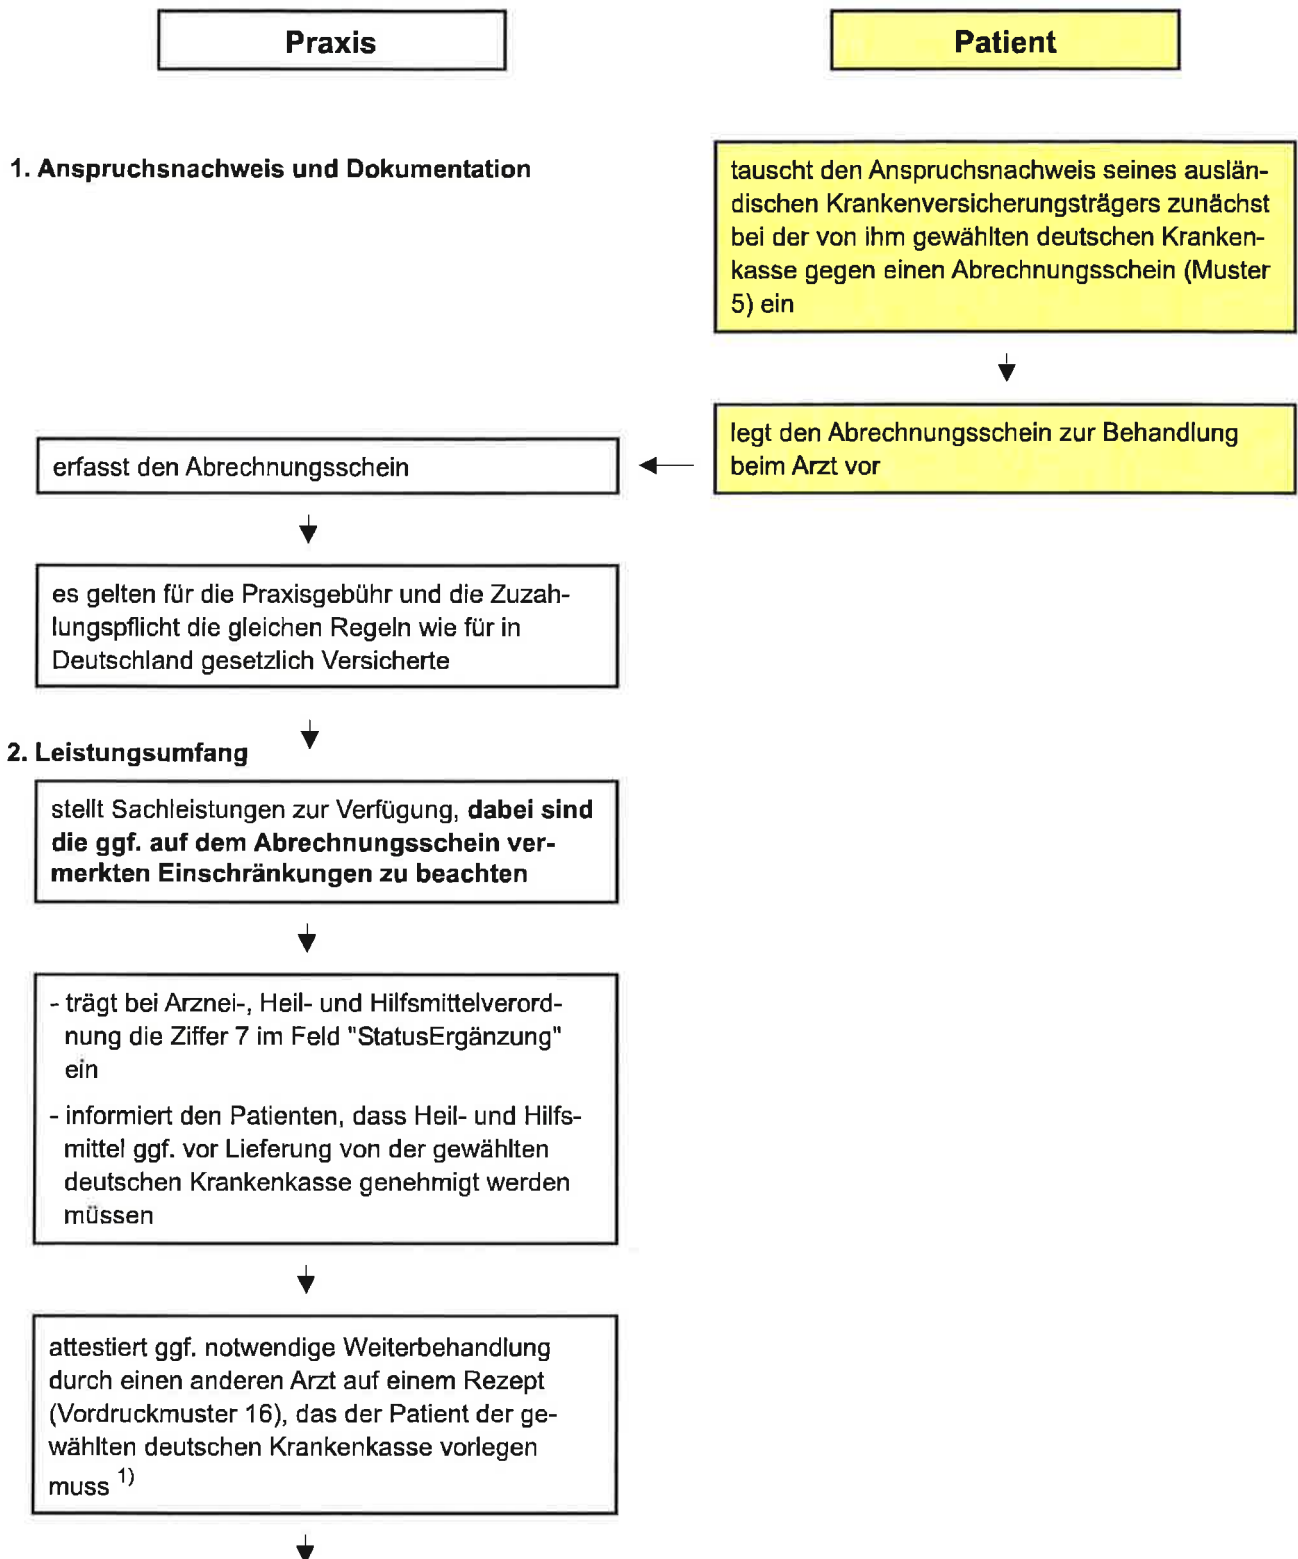 Praxis
Patient
1. Anspruchsnachweis und Dokumentation
tauscht den Anspruchsnachweis seines auslän-
dischen Krankenversicherungsträgers zunächst
bei der von ihm gewählten deutschen Kranken-
kasse gegen einen Abrechnungsschein (Muster
5) ein
legt den Abrechnungsschein zur Behandlung
beim Arzt vor
erfasst den Abrechnungsschein
es gelten für die Praxisgebühr und die Zuzah-
lungspflicht die gleichen Regeln wie für in
Deutschland gesetzlich Versicherte
2. Leistungsumfang
stellt Sachleistungen zur Verfügung, dabei sind
die ggf. auf dem Abrechnungsschein ver-
merkten Einschränkungen zu beachten
- trägt bei Arznei-, Heil- und Hilfsmittelverord-
nung die Ziffer 7 im Feld "StatusErgänzung"
ein
- informiert den Patienten, dass Heil- und Hilfs-
mittel ggf. vor Lieferung von der gewählten
deutschen Krankenkasse genehmigt werden
müssen
attestiert ggf. notwendige Weiterbehandlung
durch einen anderen Arzt auf einem Rezept
(Vordruckmuster 16), das der Patient der ge-
wählten deutschen Krankenkasse vorlegen
muss 1)